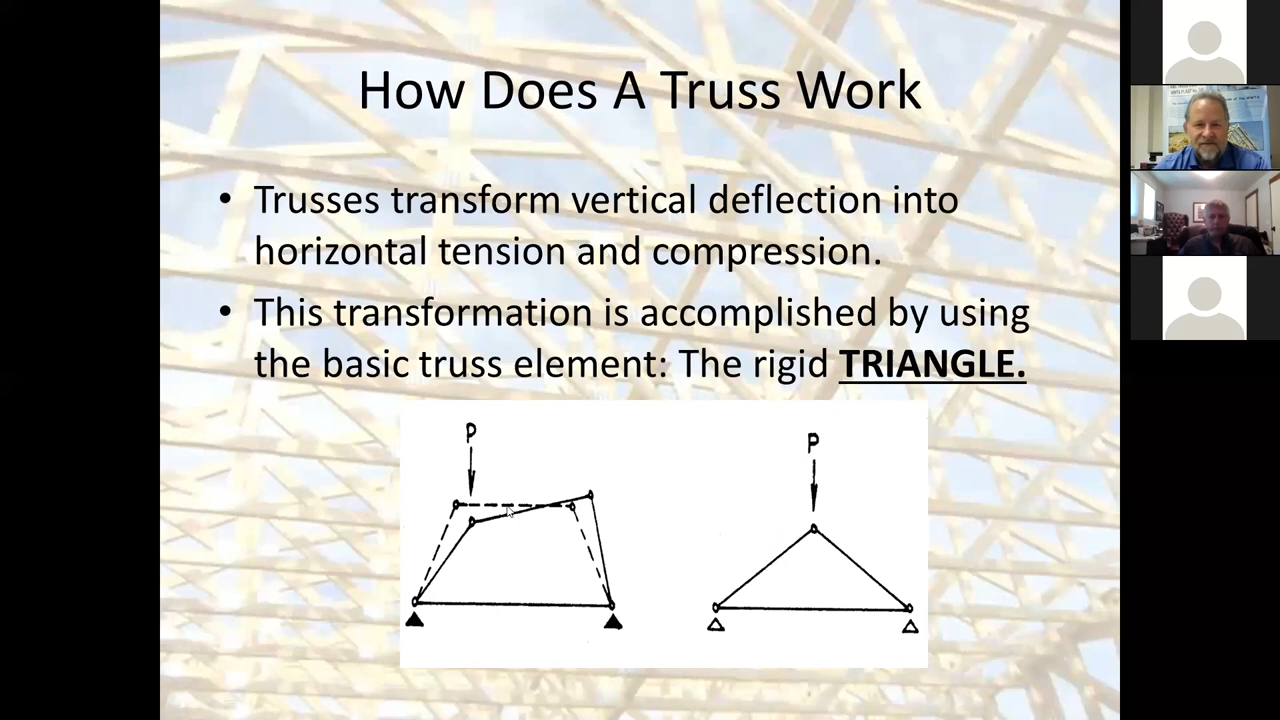 How Does A Truss Work
• Trusses transform vertical deflection into
horizontal tension and compression.
• This transformation is accomplished by using
the basic truss element: The rigid TRIANGLE.
P
P